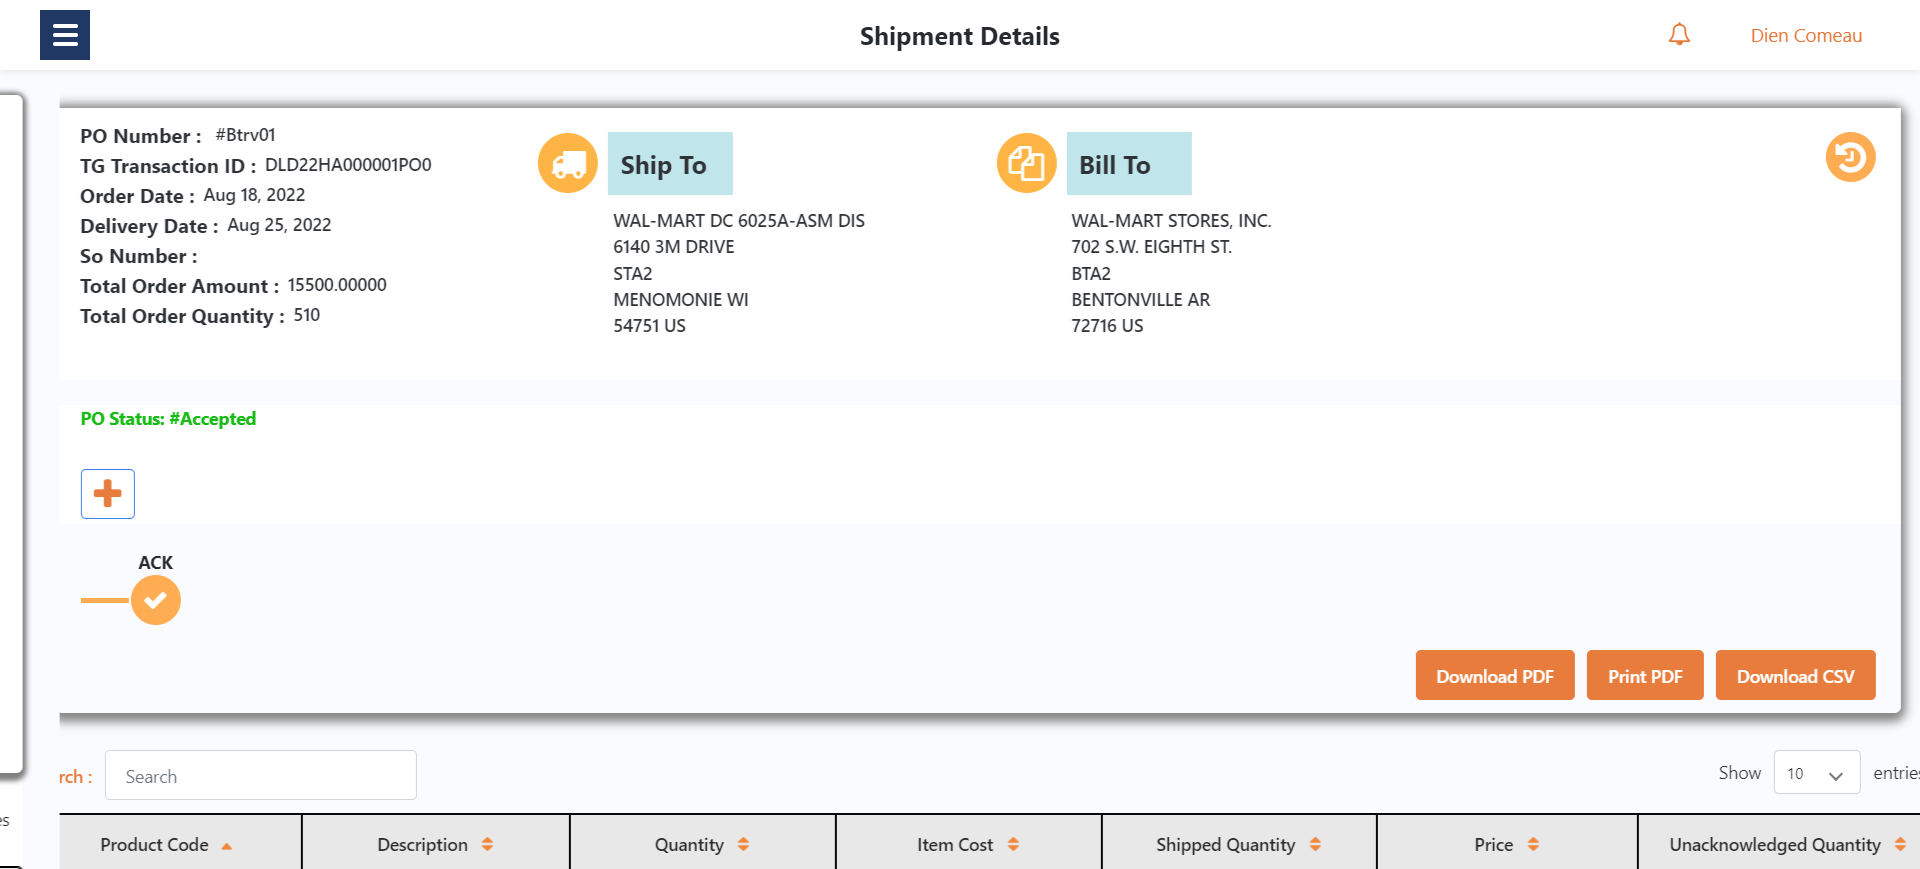 Shipment Details
Dien Comeau
PO Number : #Btrv01
TG Transaction ID : DLD22HA000001PO0
Order Date : Aug 18, 2022
Delivery Date : Aug 25, 2022
So Number :
Total Order Amount : 15500.00000
Total Order Quantity : 510
Ship To
WAL-MART DC 6025A-ASM DIS
6140 3M DRIVE
STA2
MENOMONIE WI
54751 US
Bill To
WAL-MART STORES, INC.
702 S.W. EIGHTH ST.
BTA2
BENTONVILLE AR
72716 US
PO Status: #Accepted
ACK
Download PDF Print PDF Download CSV
rch : Search
Show 10 entries
es
Product Code Description Quantity Item Cost Shipped Quantity Price Unacknowledged Quantity